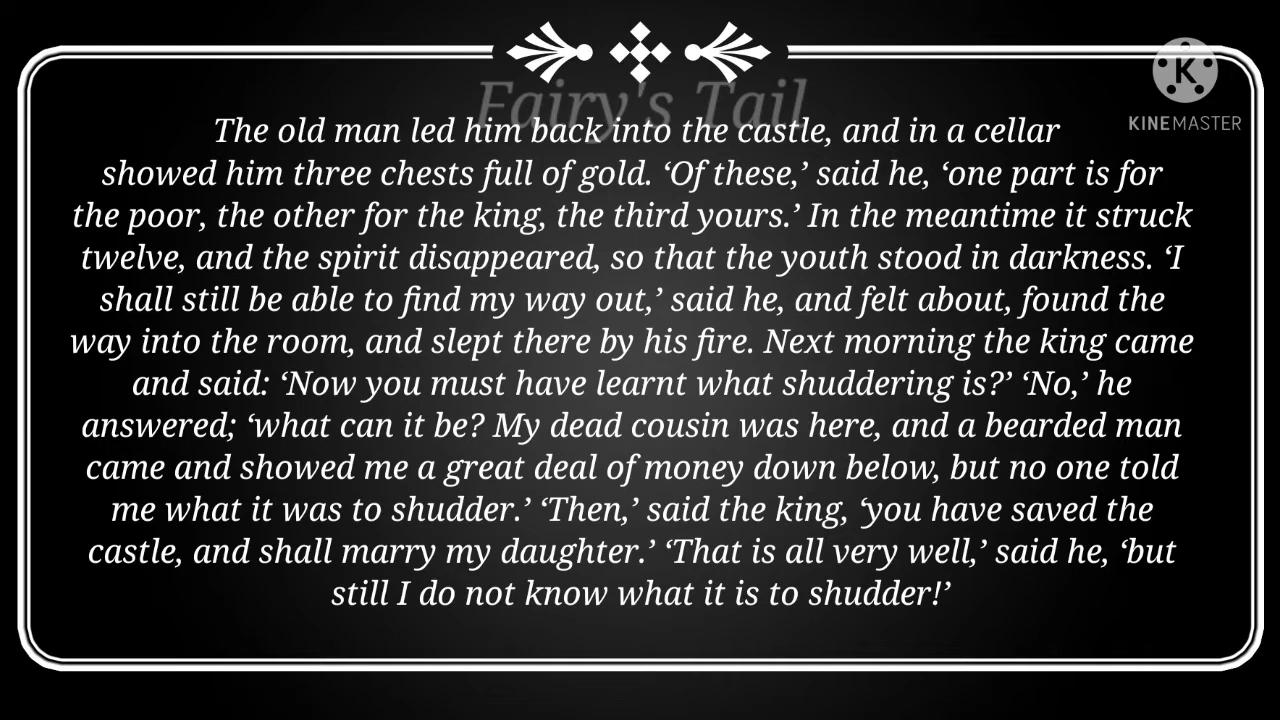 Fairy's Tail
K
KINEMASTER
The old man led him back into the castle, and in a cellar
showed him three chests full of gold. ‘Of these,’ said he, ‘one part is for
the poor, the other for the king, the third yours.’ In the meantime it struck
twelve, and the spirit disappeared, so that the youth stood in darkness. ‘I
shall still be able to find my way out,’ said he, and felt about, found the
way into the room, and slept there by his fire. Next morning the king came
and said: ‘Now you must have learnt what shuddering is?’ ‘No,’ he
answered; ‘what can it be? My dead cousin was here, and a bearded man
came and showed me a great deal of money down below, but no one told
me what it was to shudder.’ ‘Then,’ said the king, ‘you have saved the
castle, and shall marry my daughter.’ ‘That is all very well,’ said he, ‘but
still I do not know what it is to shudder!’